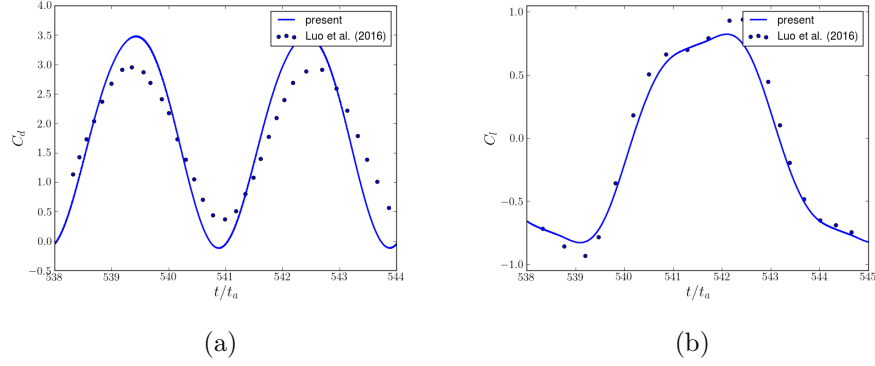 4.0
3.5
3.0
2.5
2.0
1.5
1.0
0.5
0.0
−0.5
C_d
538 539 540 541 542 543 544
t/t_a
present
Luo et al. (2016)
(a)
1.0
0.5
0.0
−0.5
−1.0
C_l
538 539 540 541 542 543 544 545
t/t_a
present
Luo et al. (2016)
(b)